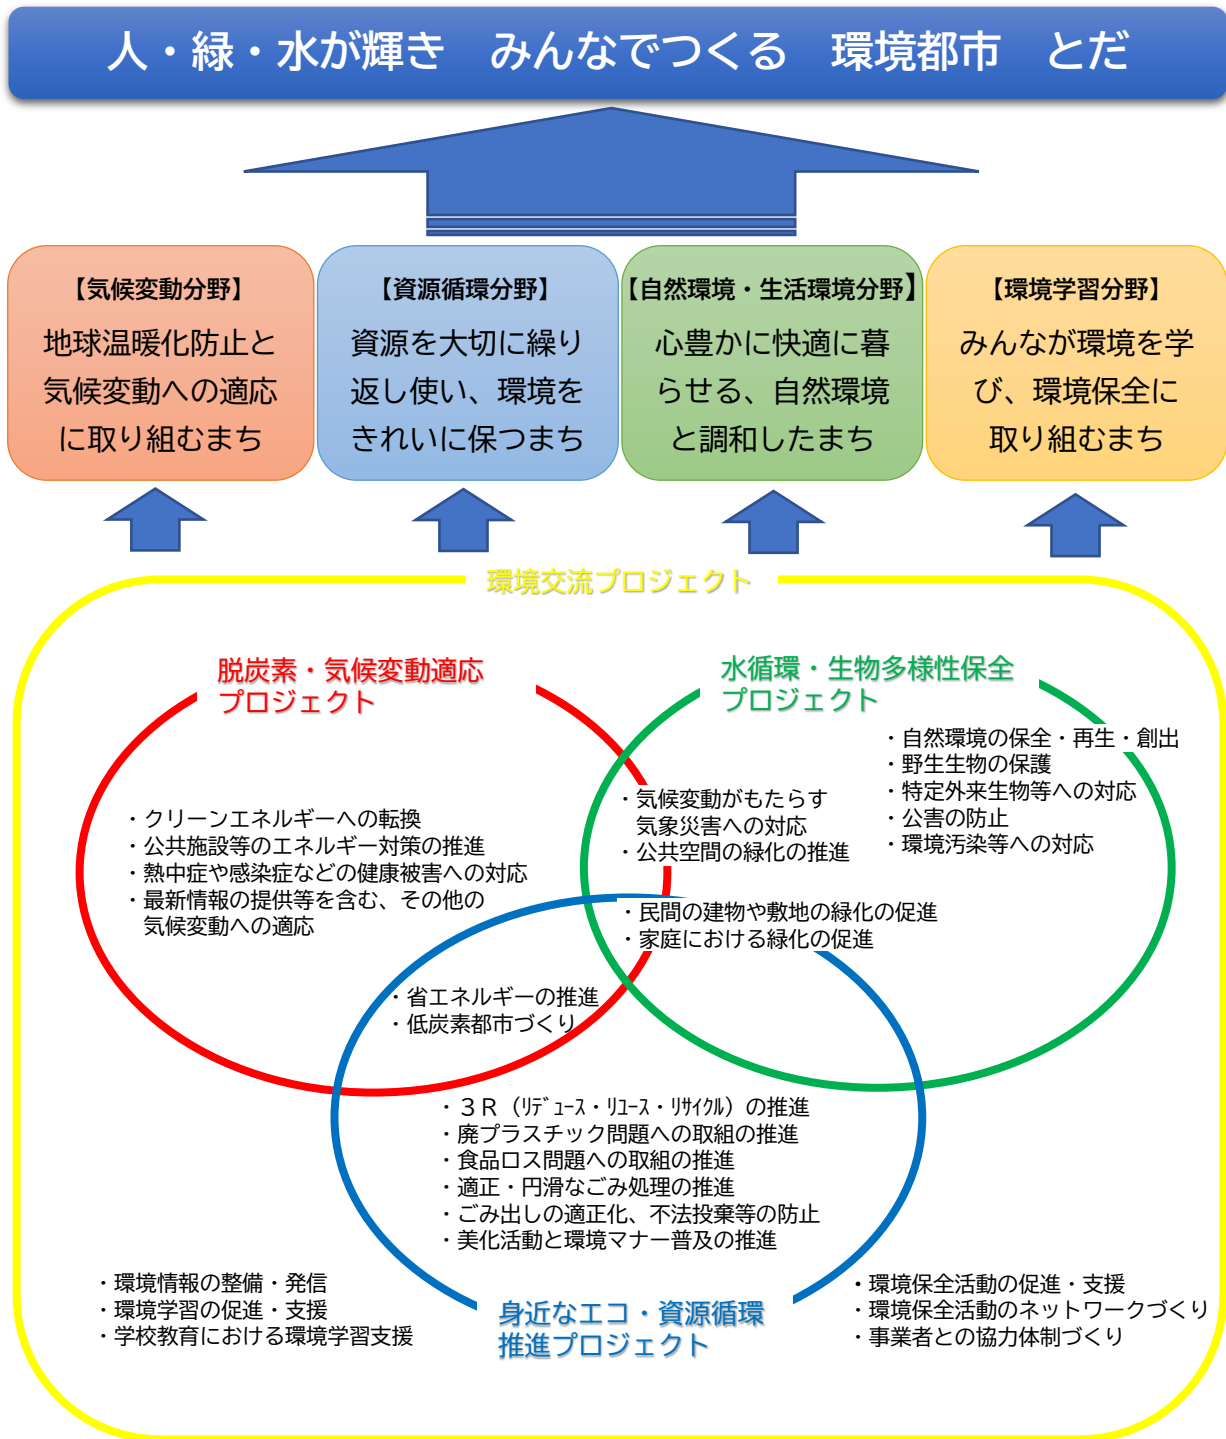 人・緑・水が輝き　みんなでつくる　環境都市　とだ
【気候変動分野】
地球温暖化防止と
気候変動への適応
に取り組むまち
【資源循環分野】
資源を大切に繰り
返し使い、環境を
きれいに保つまち
【自然環境・生活環境分野】
心豊かに快適に暮
らせる、自然環境
と調和したまち
【環境学習分野】
みんなが環境を学
び、環境保全に
取り組むまち
環境交流プロジェクト
脱炭素・気候変動適応
プロジェクト
水循環・生物多様性保全
プロジェクト
・自然環境の保全・再生・創出
・野生生物の保護
・特定外来生物等への対応
・公害の防止
・環境汚染等への対応
・気候変動がもたらす
気象災害への対応
・公共空間の緑化の推進
・クリーンエネルギーへの転換
・公共施設等のエネルギー対策の推進
・熱中症や感染症などの健康被害への対応
・最新情報の提供等を含む、その他の
気候変動への適応
・民間の建物や敷地の緑化の促進
・家庭における緑化の促進
・省エネルギーの推進
・低炭素都市づくり
・３Ｒ（ﾘﾃﾞｭｰｽ・ﾘﾕｰｽ・ﾘｻｲｸﾙ）の推進
・廃プラスチック問題への取組の推進
・食品ロス問題への取組の推進
・適正・円滑なごみ処理の推進
・ごみ出しの適正化、不法投棄等の防止
・美化活動と環境マナー普及の推進
・環境情報の整備・発信
・環境学習の促進・支援
・学校教育における環境学習支援
身近なエコ・資源循環
推進プロジェクト
・環境保全活動の促進・支援
・環境保全活動のネットワークづくり
・事業者との協力体制づくり